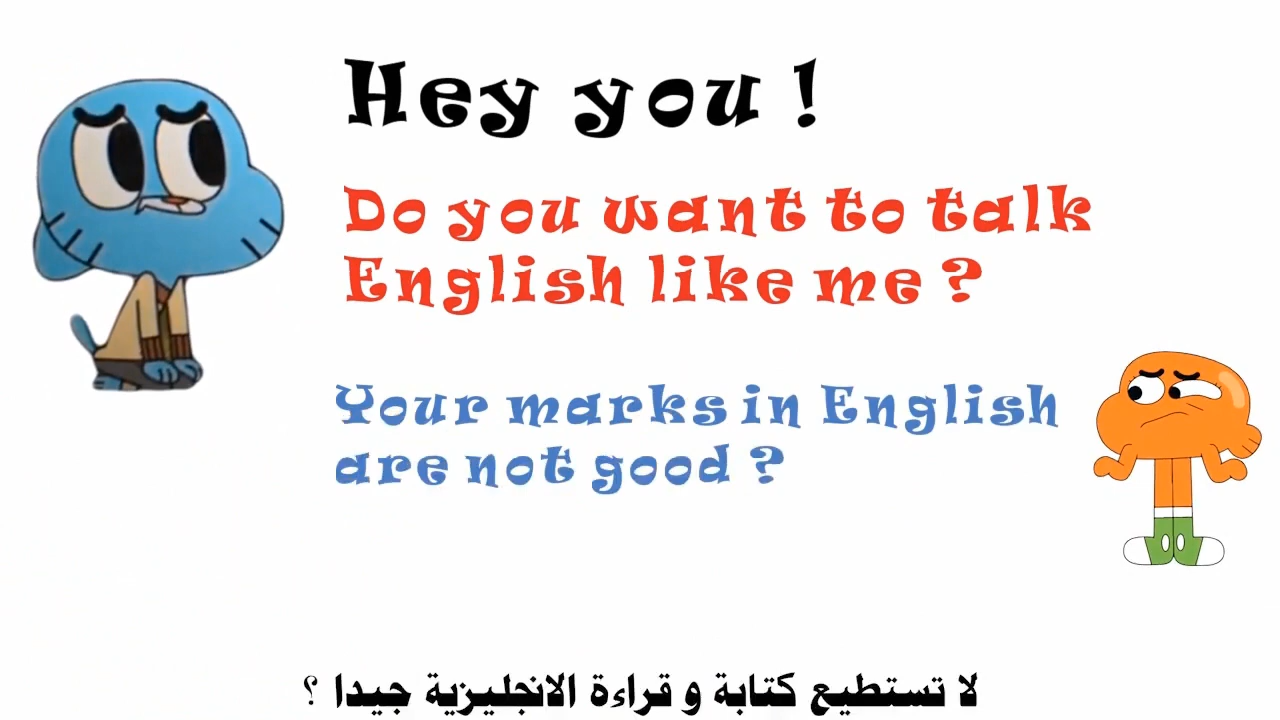 Hey you !
Do you want to talk
English like me ?
Your marks in English
are not good ?
لا تستطيع كتابة و قراءة الانجليزية جيدا ؟